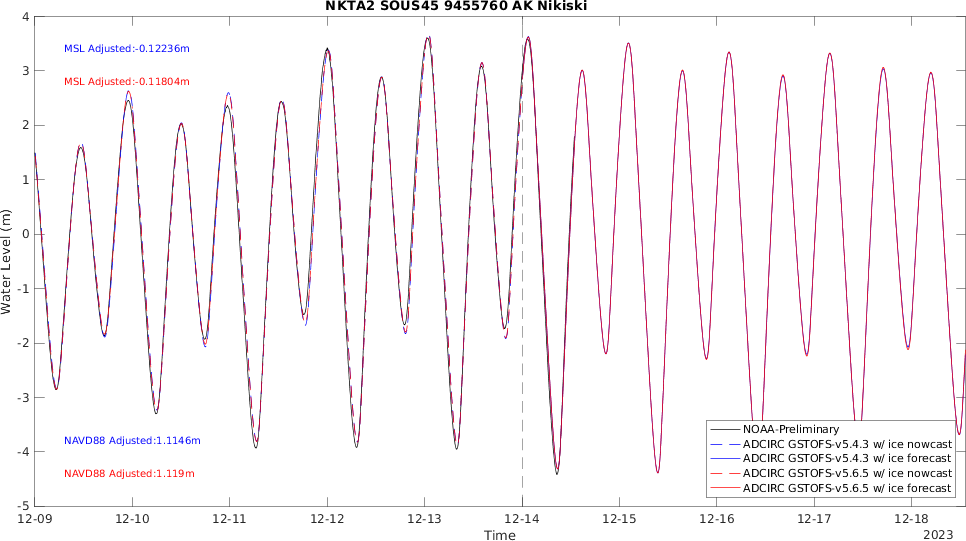 NKTA2 SOUS45 9455760 AK Nikiski
MSL Adjusted:-0.12236m
MSL Adjusted:-0.11804m
NAVD88 Adjusted:1.1146m
NAVD88 Adjusted:1.119m
Water Level (m)
4
3
2
1
0
-1
-2
-3
-4
-5
NOAA-Preliminary
ADCIRC GSTOFS-v5.4.3 w/ ice nowcast
ADCIRC GSTOFS-v5.4.3 w/ ice forecast
ADCIRC GSTOFS-v5.6.5 w/ ice nowcast
ADCIRC GSTOFS-v5.6.5 w/ ice forecast
12-09 12-10 12-11 12-12 12-13 12-14 12-15 12-16 12-17 12-18
Time
2023